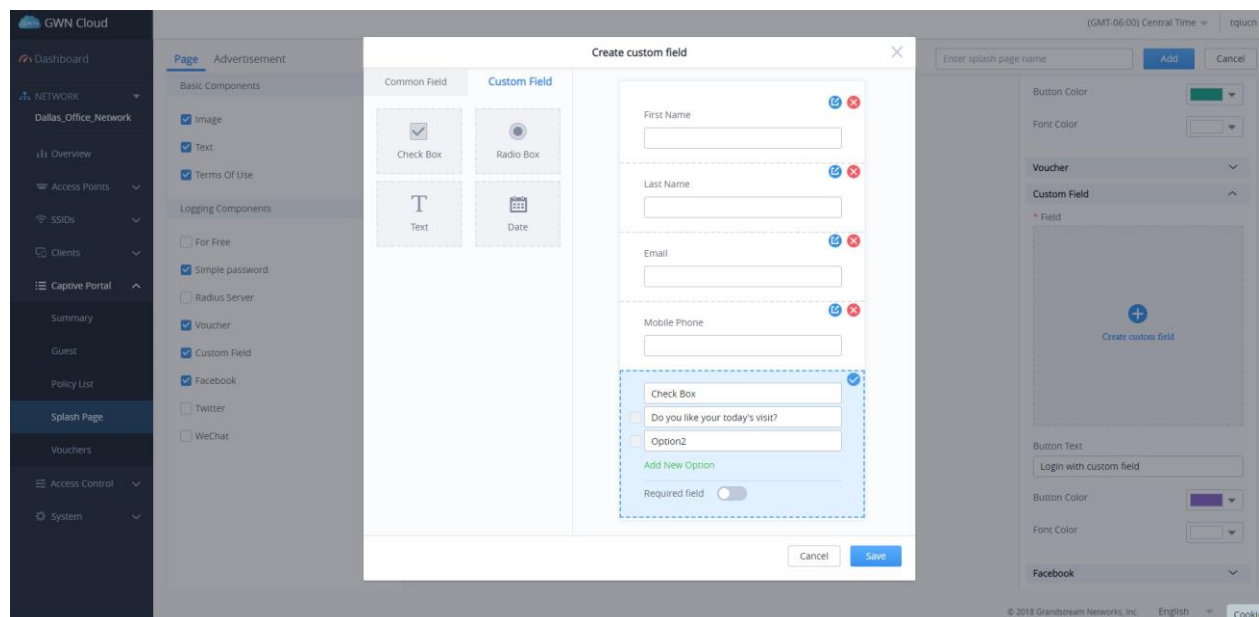 GWN Cloud
(GMT-06:00) Central Time
tqiucn
Dashboard
NETWORK
Dallas_Office_Network
Overview
Access Points
SSIDs
Clients
Captive Portal
Summary
Guest
Policy List
Splash Page
Vouchers
Access Control
System
Page Advertisement
Basic Components
Image
Text
Terms Of Use
Logging Components
For Free
Simple password
Radius Server
Voucher
Custom Field
Facebook
Twitter
WeChat
Create custom field
Common Field Custom Field
Check Box Radio Box
Text Date
First Name
Last Name
Email
Mobile Phone
Check Box
Do you like your today's visit?
Option2
Add New Option
Required field
Cancel Save
Enter splash page name Add Cancel
Button Color
Font Color
Voucher
Custom Field
* Field
Create custom field
Button Text
Login with custom field
Button Color
Font Color
Facebook
© 2018 Grandstream Networks, Inc. English